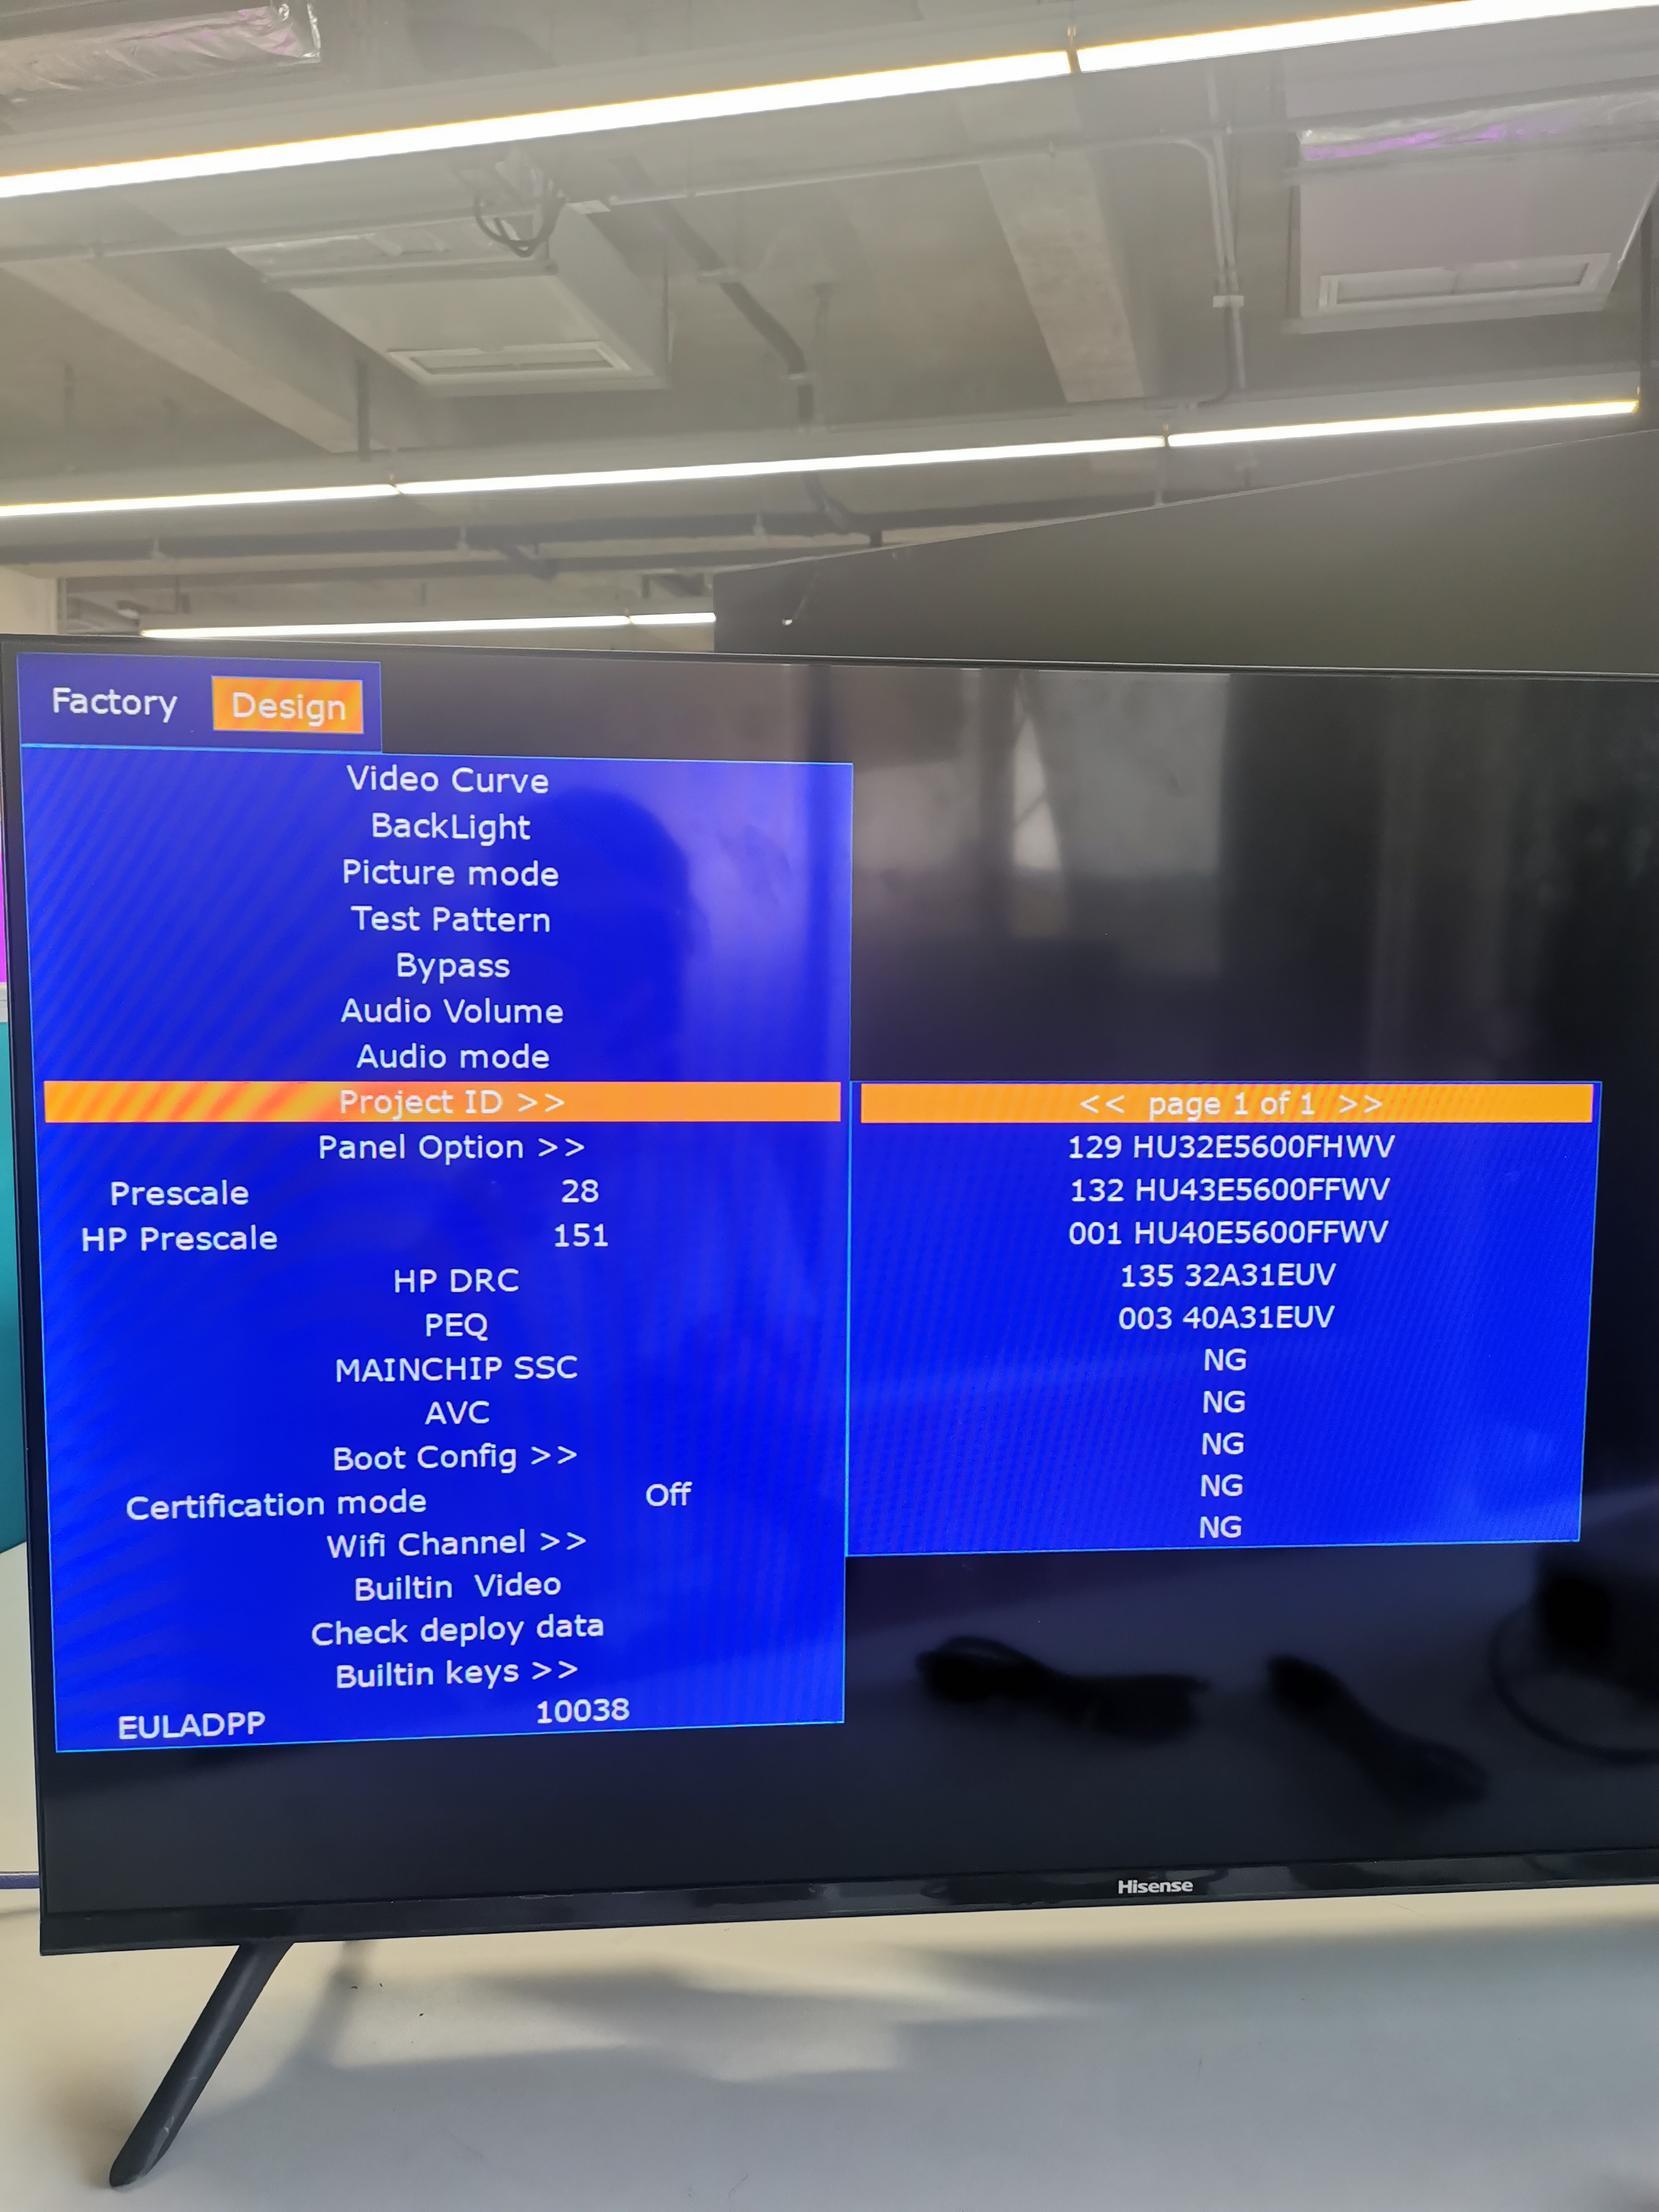 Factory Design
Video Curve
BackLight
Picture mode
Test Pattern
Bypass
Audio Volume
Audio mode
Project ID >>
Panel Option >>
Prescale 28
HP Prescale 151
HP DRC
PEQ
MAINCHIP SSC
AVC
Boot Config >>
Certification mode Off
Wifi Channel >>
Builtin Video
Check deploy data
Builtin keys >>
EULADPP 10038
<< page 1 of 1 >>
129 HU32E5600FHWV
132 HU43E5600FFWV
001 HU40E5600FFWV
135 32A31EUV
003 40A31EUV
NG
NG
NG
NG
NG
Hisense